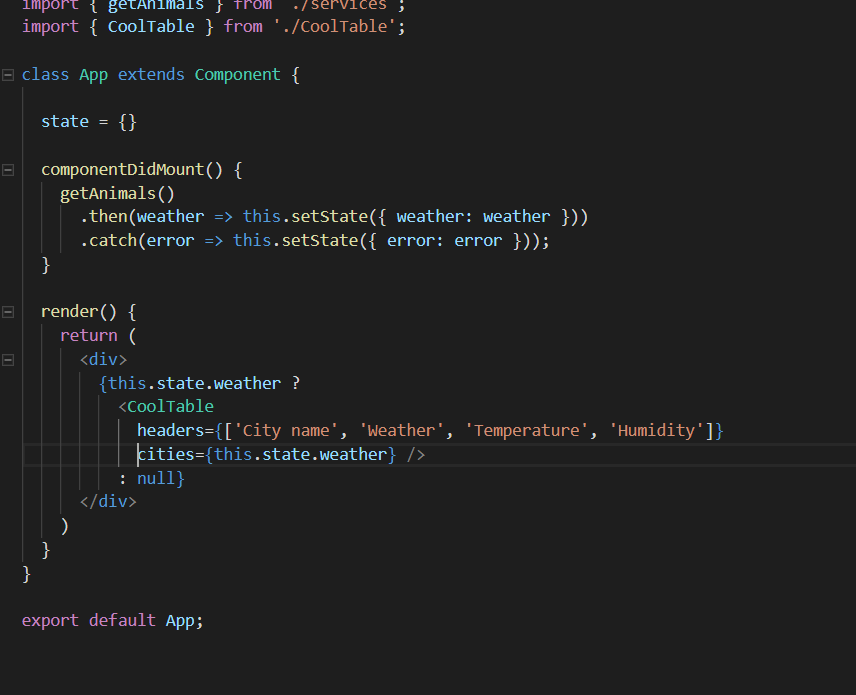 import { getAnimals } from './services';
import { CoolTable } from './CoolTable';
class App extends Component {
state = {}
componentDidMount() {
getAnimals()
.then(weather => this.setState({ weather: weather }))
.catch(error => this.setState({ error: error }));
}
render() {
return (
<div>
{this.state.weather ?
<CoolTable
headers={['City name', 'Weather', 'Temperature', 'Humidity']}
cities={this.state.weather} />
: null}
</div>
)
}
}
export default App;